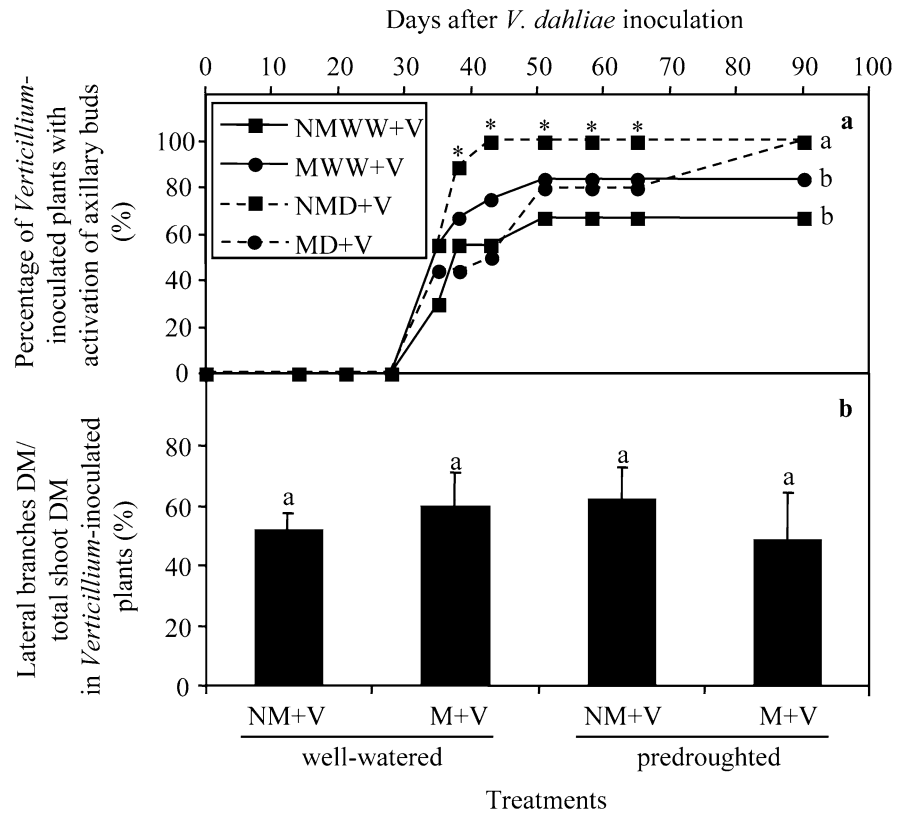 Days after V. dahliae inoculation
0 10 20 30 40 50 60 70 80 90 100
Percentage of Verticillium-
inoculated plants with
activation of axillary buds
(%)
100
80
60
40
20
0
NMWW+V
MWW+V
NMD+V
MD+V
* * * * *
a
a
b
b
b
Lateral branches DM/
total shoot DM
in Verticillium-inoculated
plants (%)
80
60
40
20
0
a a a a
NM+V M+V NM+V M+V
well-watered predroughted
Treatments